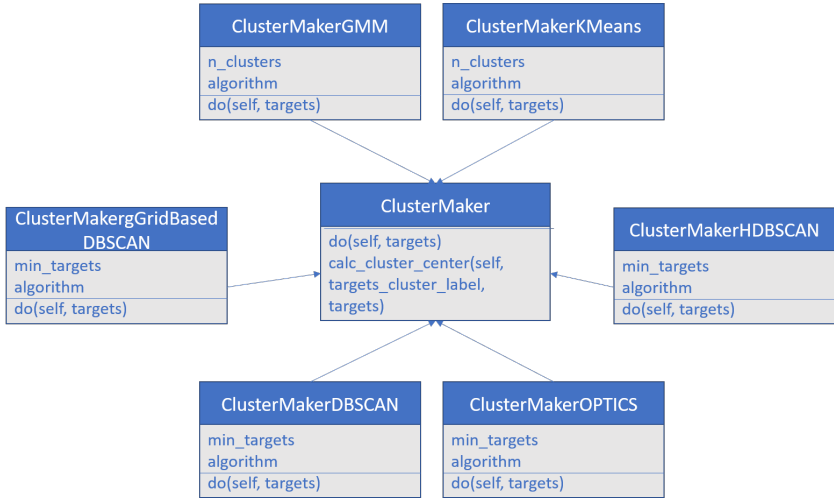 ClusterMakerGMM
n_clusters
algorithm
do(self, targets)
ClusterMakerKMeans
n_clusters
algorithm
do(self, targets)
ClusterMakergGridBased
DBSCAN
min_targets
algorithm
do(self, targets)
ClusterMaker
do(self, targets)
calc_cluster_center(self,
targets_cluster_label,
targets)
ClusterMakerHDBSCAN
min_targets
algorithm
do(self, targets)
ClusterMakerDBSCAN
min_targets
algorithm
do(self, targets)
ClusterMakerOPTICS
min_targets
algorithm
do(self, targets)